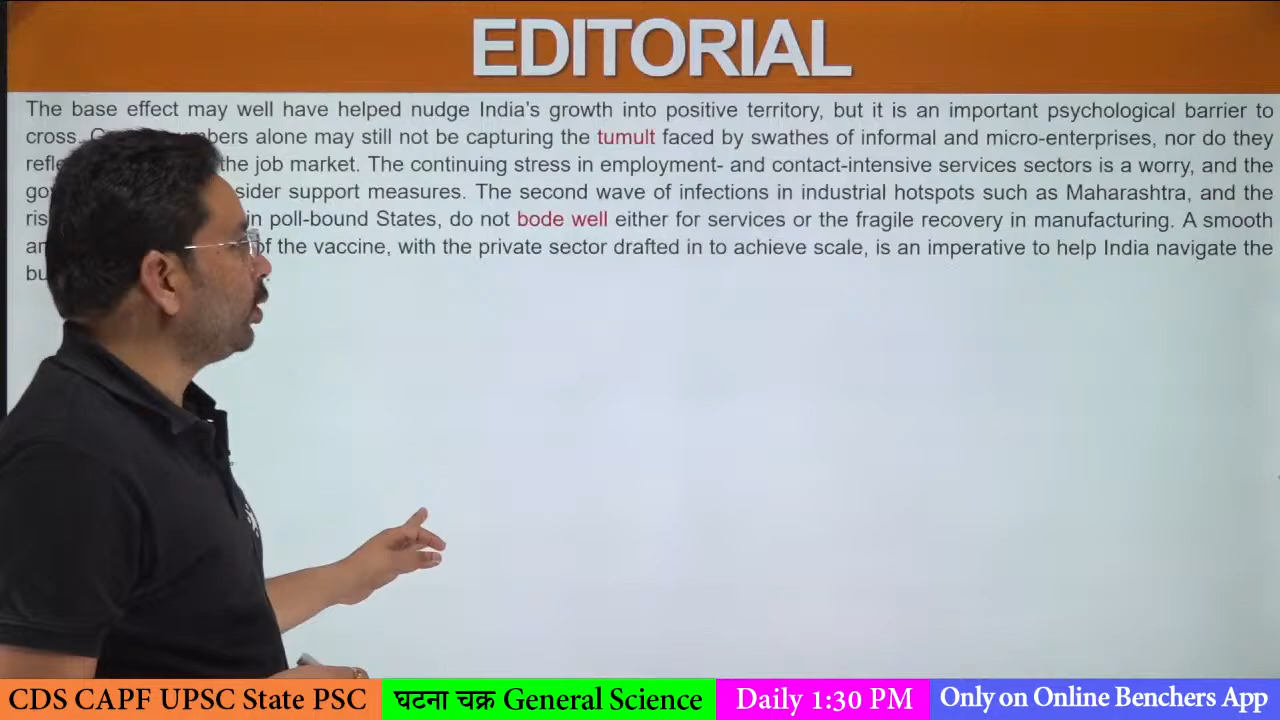 EDITORIAL
The base effect may well have helped nudge India's growth into positive territory, but it is an important psychological barrier to
cross. alone may still not be capturing the tumult faced by swathes of informal and micro-enterprises, nor do they
the job market. The continuing stress in employment- and contact-intensive services sectors is a worry, and the
support measures. The second wave of infections in industrial hotspots such as Maharashtra, and the
in poll-bound States, do not bode well either for services or the fragile recovery in manufacturing. A smooth
of the vaccine, with the private sector drafted in to achieve scale, is an imperative to help India navigate the
CDS CAPF UPSC State PSC घटना चक्र General Science Daily 1:30 PM Only on Online Benchers App